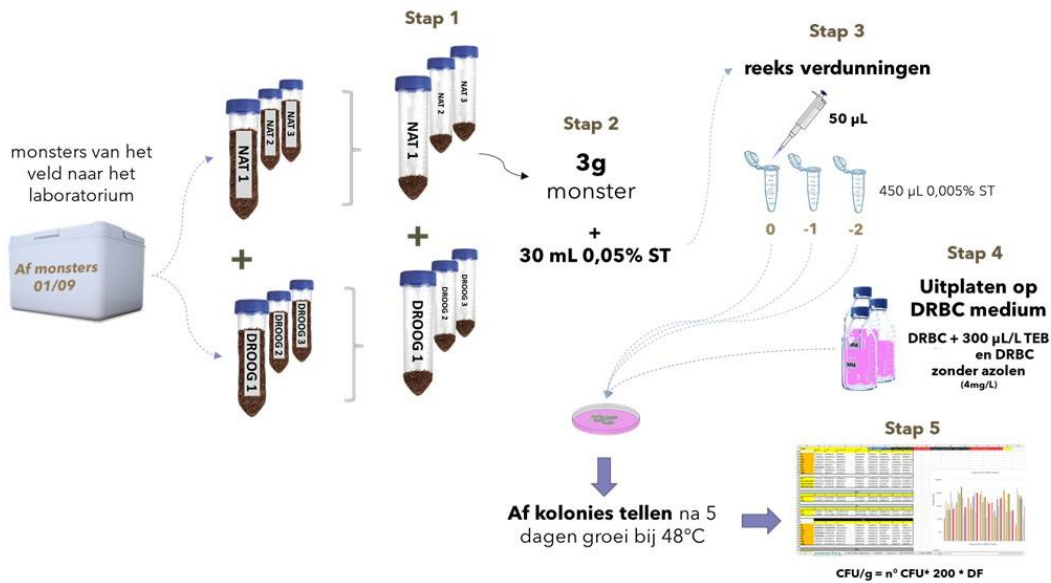 Stap 1
NAT 1
NAT 2
NAT 3
NAT 1
NAT 2
NAT 3
monsters van het
veld naar het
laboratorium
Af monsters
01/09
+
+
DROOG 1
DROOG 2
DROOG 3
DROOG 1
DROOG 2
DROOG 3
Stap 2
3g
monster
+
30 mL 0,05% ST
Stap 3
reeks verdunningen
50 µL
450 µL 0,005% ST
0
-1
-2
Stap 4
Uitplaten op
DRBC medium
DRBC + 300 µL/L TEB
en DRBC
zonder azolen
(4mg/L)
Af kolonies tellen na 5
dagen groei bij 48°C
Stap 5
CFU/g = n° CFU* 200 * DF